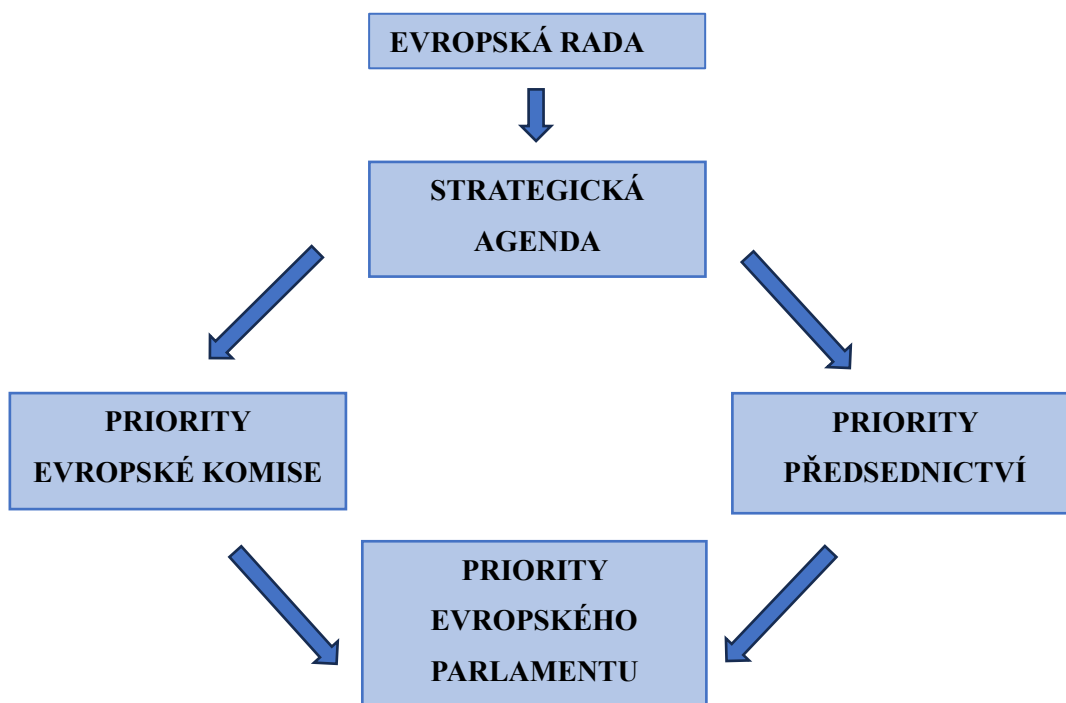 EVROPSKÁ RADA
STRATEGICKÁ
AGENDA
PRIORITY
EVROPSKÉ KOMISE
PRIORITY
PŘEDSEDNICTVÍ
PRIORITY
EVROPSKÉHO
PARLAMENTU